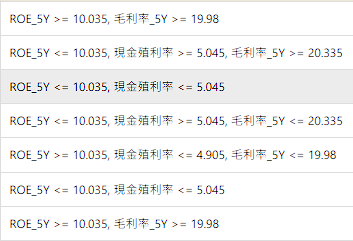 ROE_5Y >= 10.035, 毛利率_5Y >= 19.98
ROE_5Y <= 10.035, 現金殖利率 >= 5.045, 毛利率_5Y >= 20.335
ROE_5Y <= 10.035, 現金殖利率 <= 5.045
ROE_5Y <= 10.035, 現金殖利率 >= 5.045, 毛利率_5Y <= 20.335
ROE_5Y >= 10.035, 現金殖利率 <= 4.905, 毛利率_5Y <= 19.98
ROE_5Y <= 10.035, 現金殖利率 <= 5.045
ROE_5Y >= 10.035, 毛利率_5Y >= 19.98